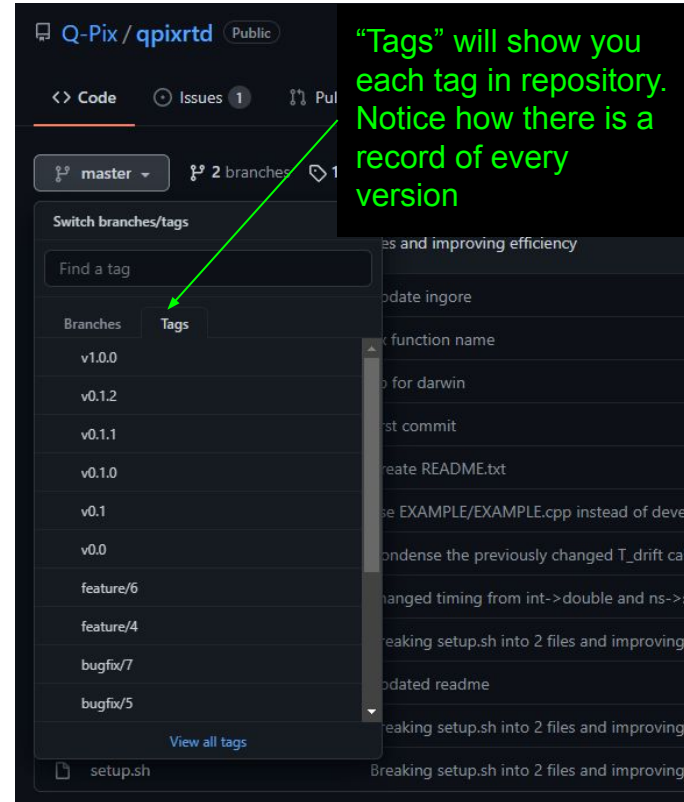 Q-Pix / qpixrtd Public
“Tags” will show you
each tag in repository.
Notice how there is a
record of every
version
<> Code Issues 1 Pul
master 2 branches 1
Switch branches/tags
es and improving efficiency
Find a tag
pdate ingore
Branches Tags
function name
v1.0.0
for darwin
v0.1.2
rst commit
v0.1.1
reate README.txt
v0.1.0
se EXAMPLE/EXAMPLE.cpp instead of deve
v0.1
ondense the previously changed T_drift ca
v0.0
hanged timing from int->double and ns->s
feature/6
reaking setup.sh into 2 files and improving
feature/4
pdated readme
bugfix/7
reaking setup.sh into 2 files and improving
bugfix/5
View all tags
setup.sh Breaking setup.sh into 2 files and improving